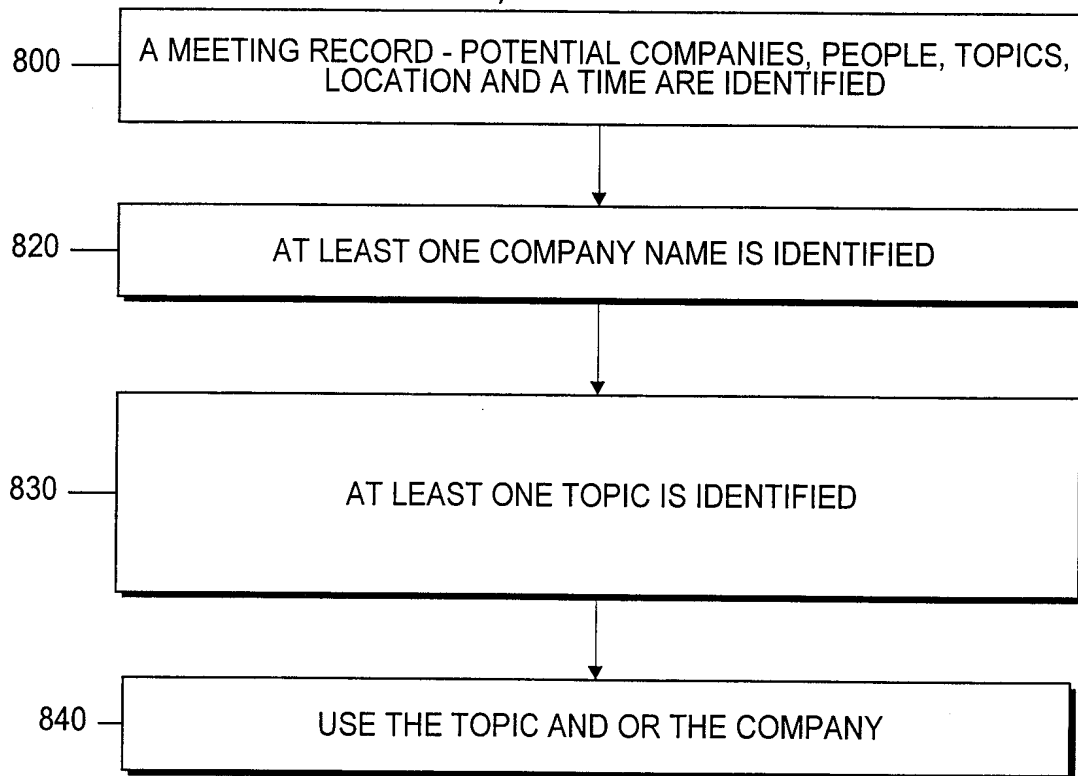 800
A MEETING RECORD - POTENTIAL COMPANIES, PEOPLE, TOPICS,
LOCATION AND A TIME ARE IDENTIFIED
820
AT LEAST ONE COMPANY NAME IS IDENTIFIED
830
AT LEAST ONE TOPIC IS IDENTIFIED
840
USE THE TOPIC AND OR THE COMPANY